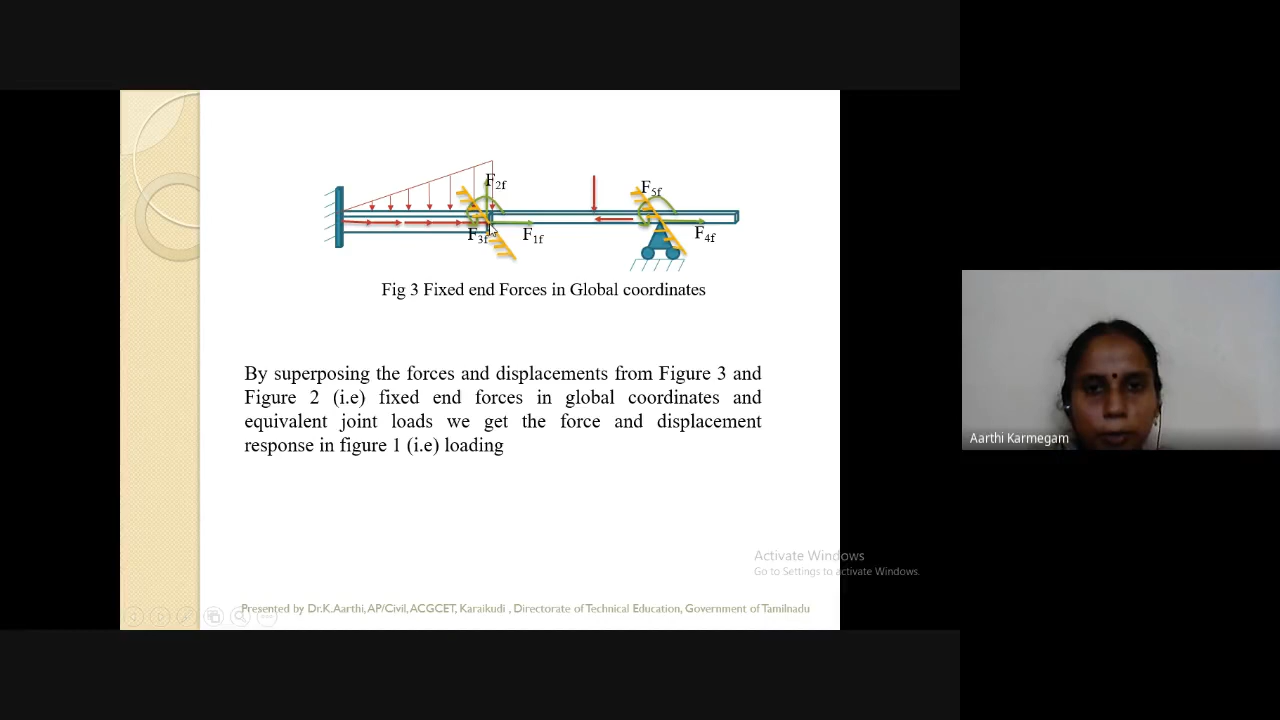 F2f
F5f
F3f
F1f
F4f
Fig 3 Fixed end Forces in Global coordinates
By superposing the forces and displacements from Figure 3 and
Figure 2 (i.e) fixed end forces in global coordinates and
equivalent joint loads we get the force and displacement
response in figure 1 (i.e) loading
Aarthi Karmegam
Activate Windows
Go to Settings to activate Windows.
Presented by Dr.K.Aarthi, AP/Civil, ACGCET, Karaikudi , Directorate of Technical Education, Government of Tamilnadu